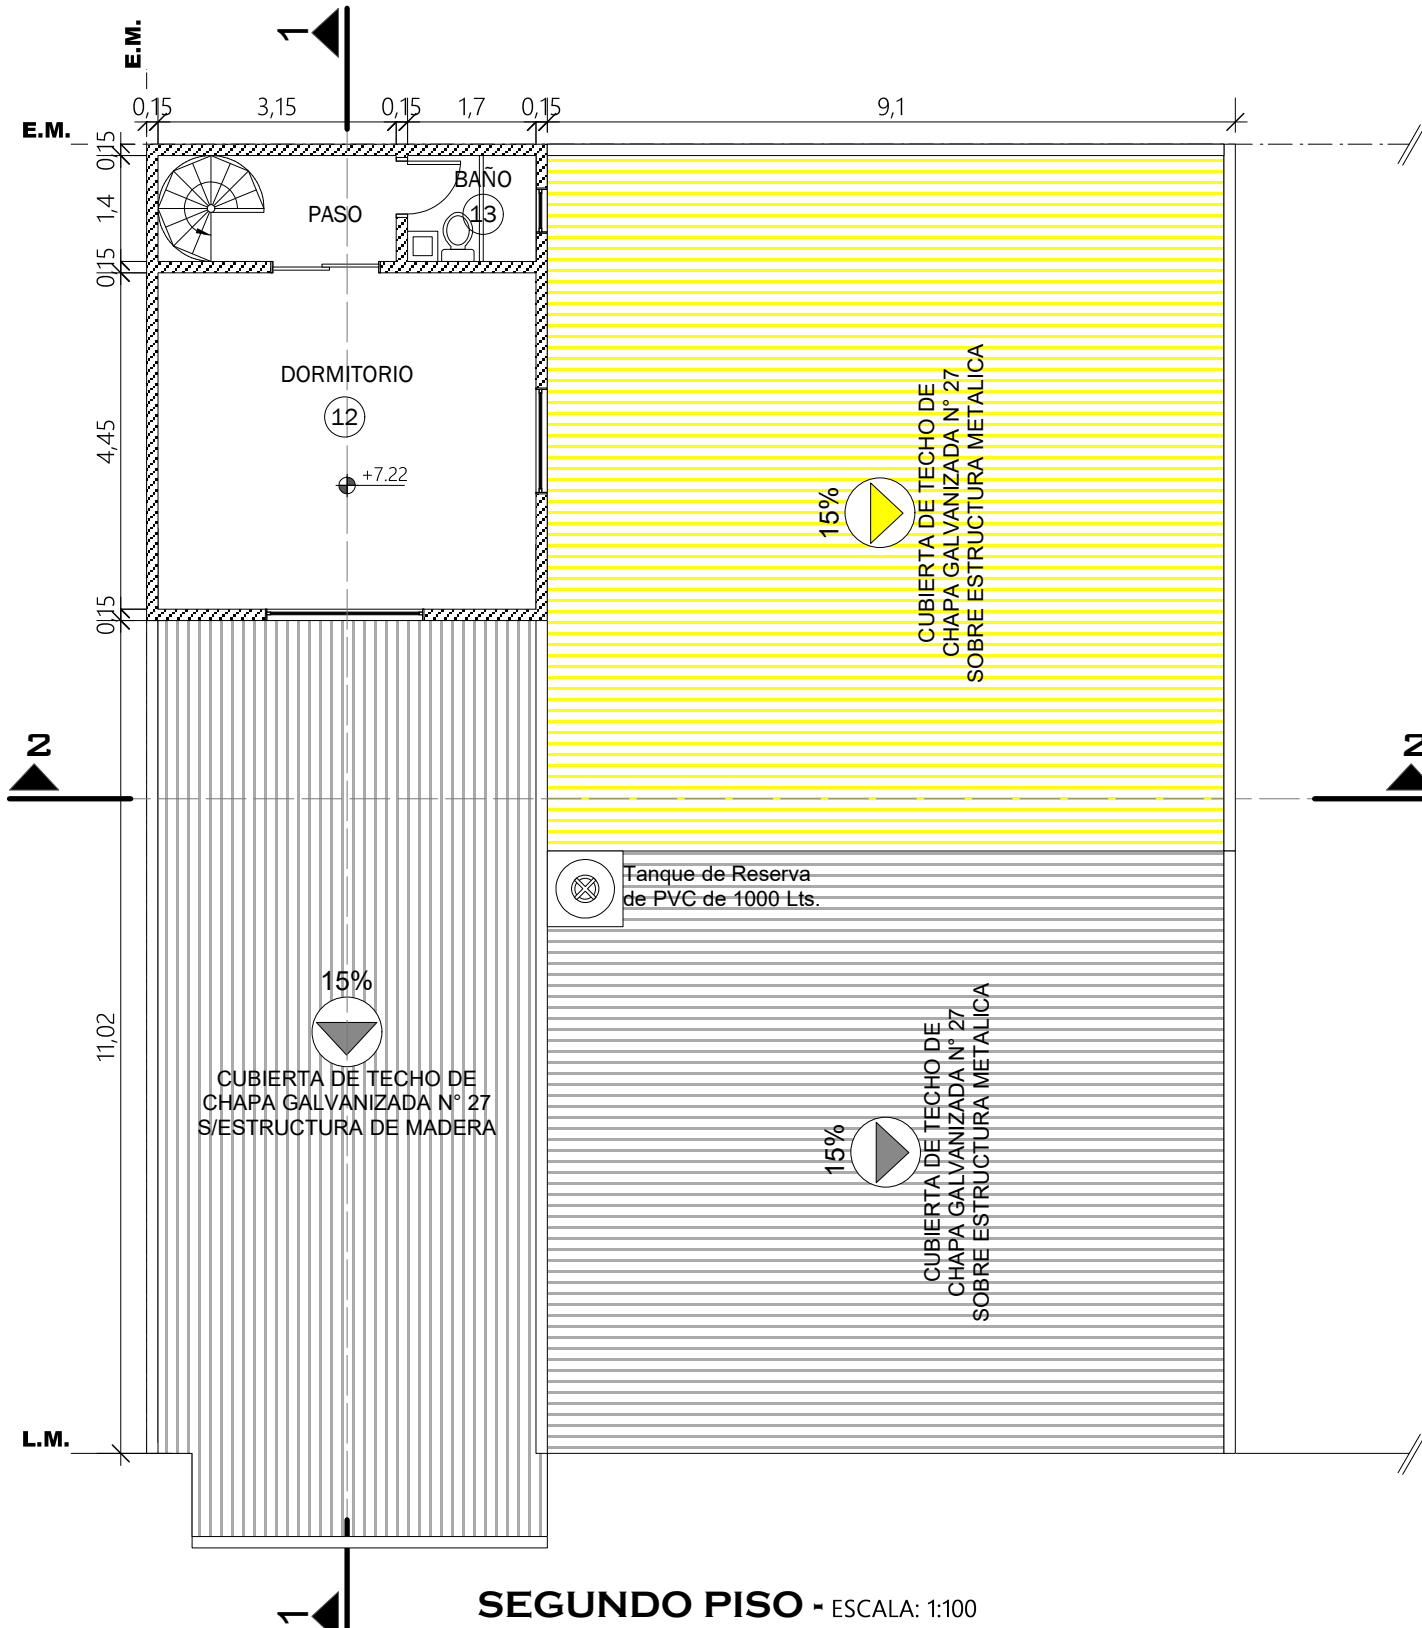 1
E.M.
0,15
3,15
0,15
1,7
0,15
9,1
E.M.
0,15
1,4
0,15
4,45
0,15
11,02
BAÑO
13
PASO
DORMITORIO
12
+7.22
15%
CUBIERTA DE TECHO DE
CHAPA GALVANIZADA N° 27
SOBRE ESTRUCTURA METALICA
2
2
Tanque de Reserva
de PVC de 1000 Lts.
15%
CUBIERTA DE TECHO DE
CHAPA GALVANIZADA N° 27
S/ESTRUCTURA DE MADERA
15%
CUBIERTA DE TECHO DE
CHAPA GALVANIZADA N° 27
SOBRE ESTRUCTURA METALICA
L.M.
1
SEGUNDO PISO - ESCALA: 1:100